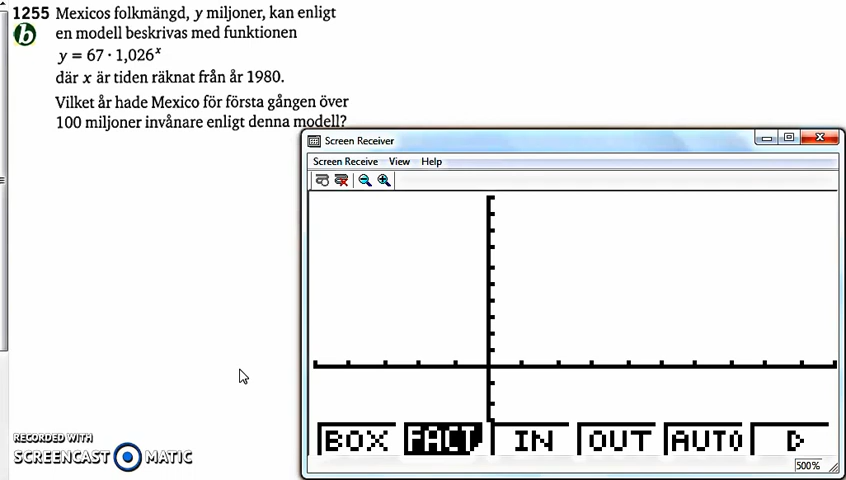 1255 Mexicos folkmängd, y miljoner, kan enligt
b en modell beskrivas med funktionen
y = 67 · 1,026ˣ
där x är tiden räknat från år 1980.
Vilket år hade Mexico för första gången över
100 miljoner invånare enligt denna modell?
Screen Receiver
Screen Receive View Help
BOX FACT IN OUT AUTO
500%
RECORDED WITH
SCREENCAST MATIC